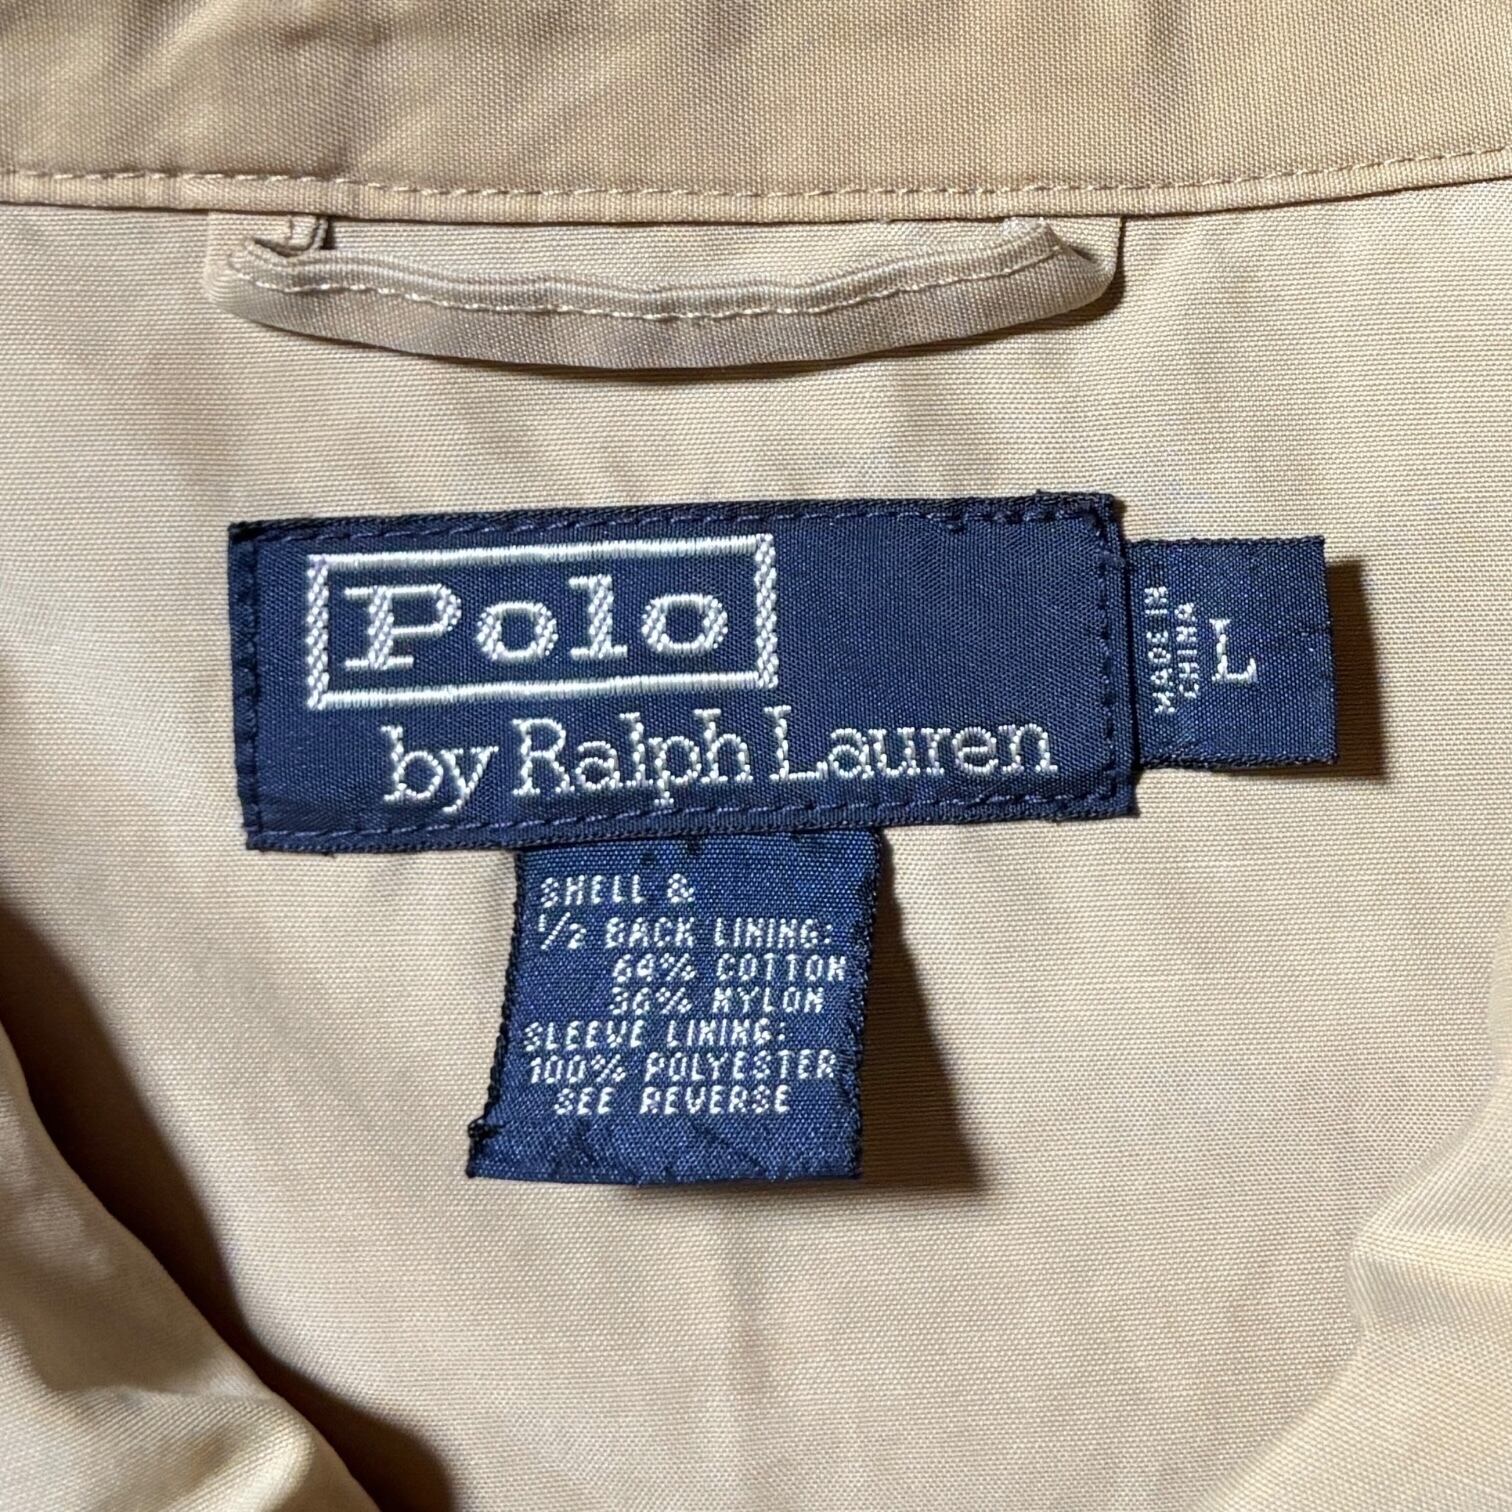 Polo
by Ralph Lauren
MADE IN
CHINA
L
SHELL &
1/2 BACK LINING:
64% COTTON
36% NYLON
SLEEVE LINING:
100% POLYESTER
SEE REVERSE